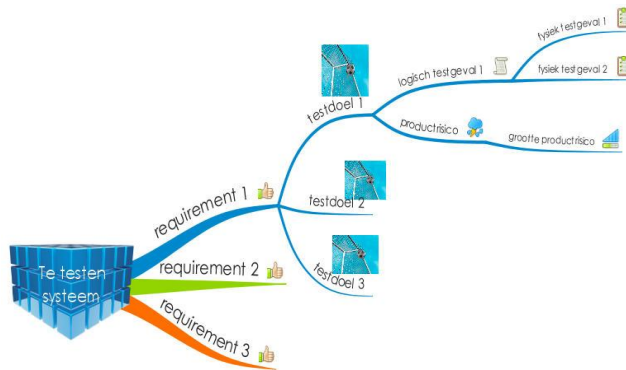 fysiek testgeval 1
logisch testgeval 1
fysiek testgeval 2
testdoel 1
productrisico
grootte productrisico
requirement 1
testdoel 2
requirement 2
testdoel 3
Te testen
systeem
requirement 3